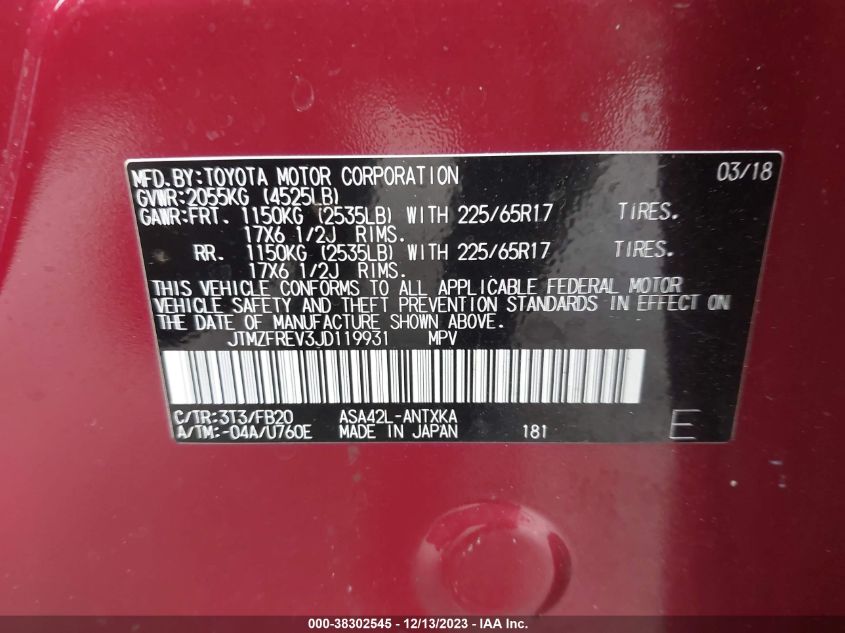 MFD.BY:TOYOTA MOTOR CORPORATION 03/18
GVWR:2055KG (4525LB)
GAWR:FRT. 1150KG (2535LB) WITH 225/65R17 TIRES.
17X6 1/2J RIMS.
RR. 1150KG (2535LB) WITH 225/65R17 TIRES.
17X6 1/2J RIMS.
THIS VEHICLE CONFORMS TO ALL APPLICABLE FEDERAL MOTOR
VEHICLE SAFETY AND THEFT PREVENTION STANDARDS IN EFFECT ON
THE DATE OF MANUFACTURE SHOWN ABOVE.
JTMZFREV3JD119931 MPV
C/TR:3T3/FB20 ASA42L-ANTXKA
A/TM:-04A/U760E MADE IN JAPAN 181 E
000-38302545 - 12/13/2023 - IAA Inc.